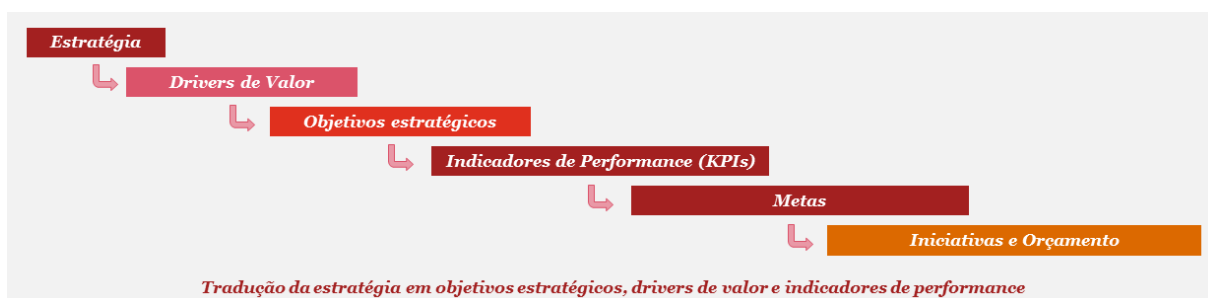 Estratégia
Drivers de Valor
Objetivos estratégicos
Indicadores de Performance (KPIs)
Metas
Iniciativas e Orçamento
Tradução da estratégia em objetivos estratégicos, drivers de valor e indicadores de performance